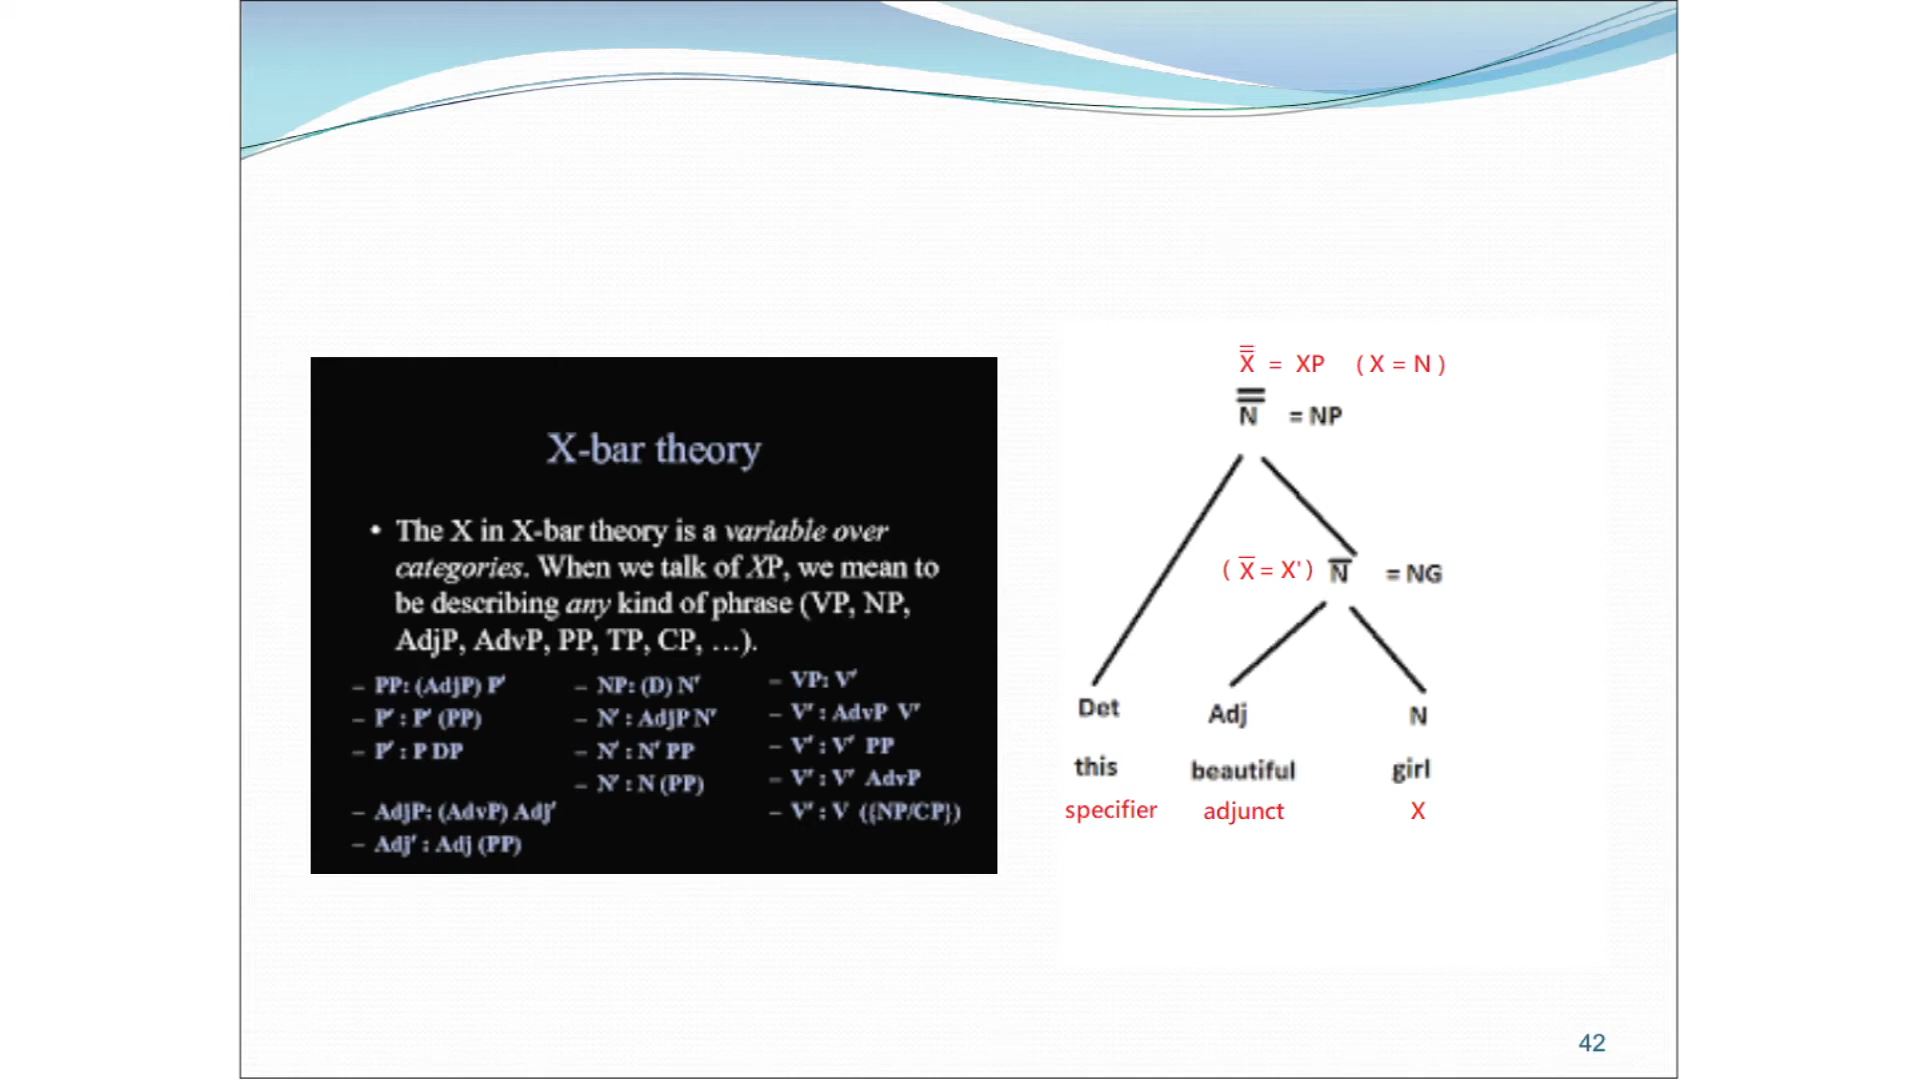 X-bar theory
• The X in X-bar theory is a variable over
categories. When we talk of XP, we mean to
be describing any kind of phrase (VP, NP,
AdjP, AdvP, PP, TP, CP, …).
– PP: (AdjP) P'
– P' : P' (PP)
– P' : P DP
– AdjP: (AdvP) Adj'
– Adj' : Adj (PP)
– NP: (D) N'
– N' : AdjP N'
– N' : N' PP
– N' : N (PP)
– VP: V'
– V' : AdvP V'
– V' : V' PP
– V' : V' AdvP
– V' : V ({NP/CP})
X̿ = XP ( X = N )
N̿ = NP
( X̅ = X' ) N̅ = NG
Det Adj N
this beautiful girl
specifier adjunct X
42